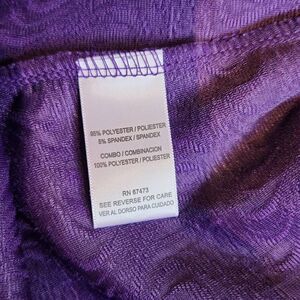 95% POLYESTER / POLIESTER
5% SPANDEX / SPANDEX
COMBO / COMBINACION
100% POLYESTER / POLIESTER
RN 67473
SEE REVERSE FOR CARE
VER AL DORSO PARA CUIDADO